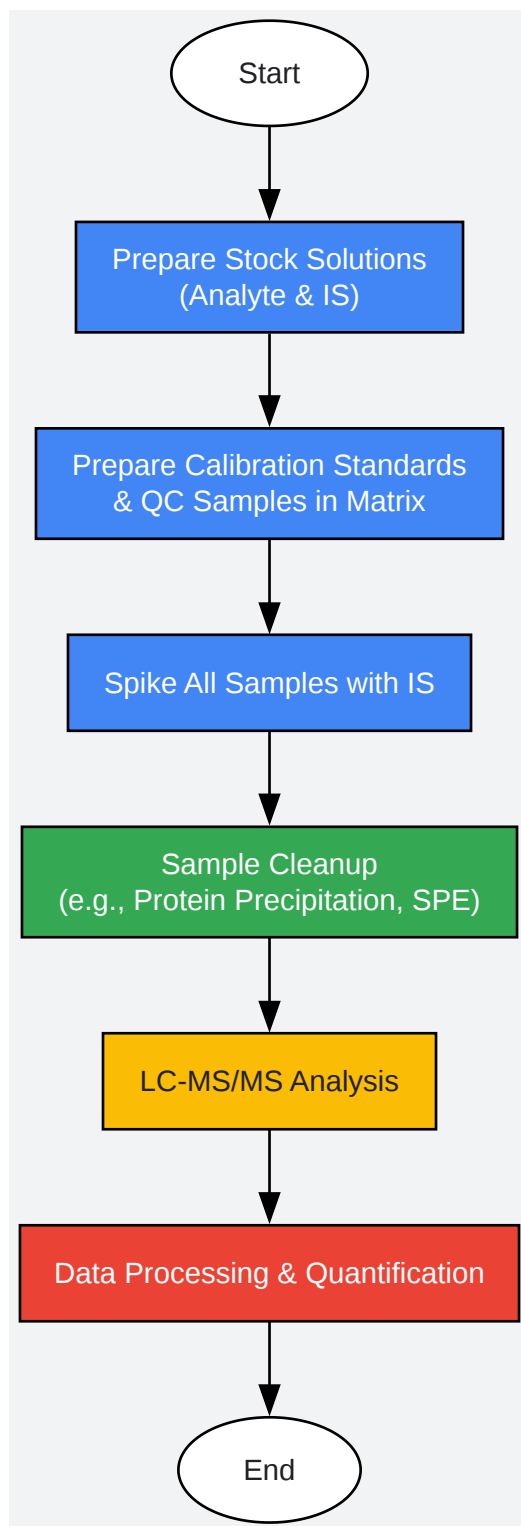 Start
Prepare Stock Solutions
(Analyte & IS)
Prepare Calibration Standards
& QC Samples in Matrix
Spike All Samples with IS
Sample Cleanup
(e.g., Protein Precipitation, SPE)
LC-MS/MS Analysis
Data Processing & Quantification
End